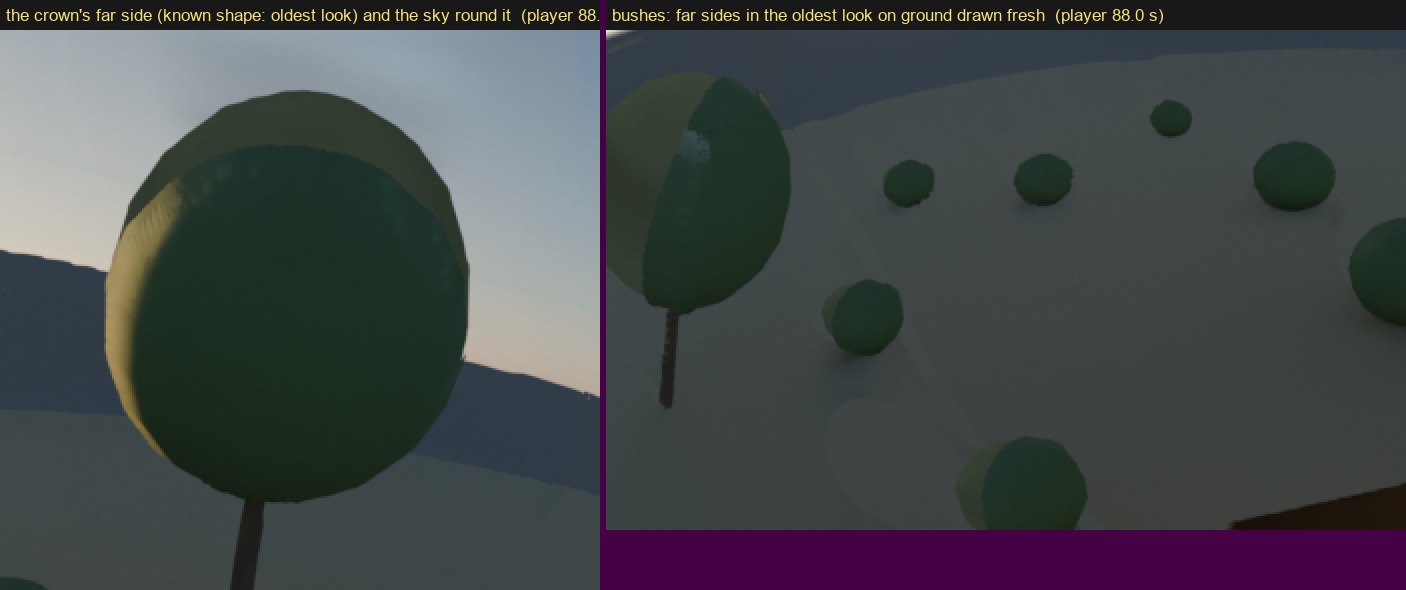 the crown's far side (known shape: oldest look) and the sky round it (player 88.
bushes: far sides in the oldest look on ground drawn fresh (player 88.0 s)